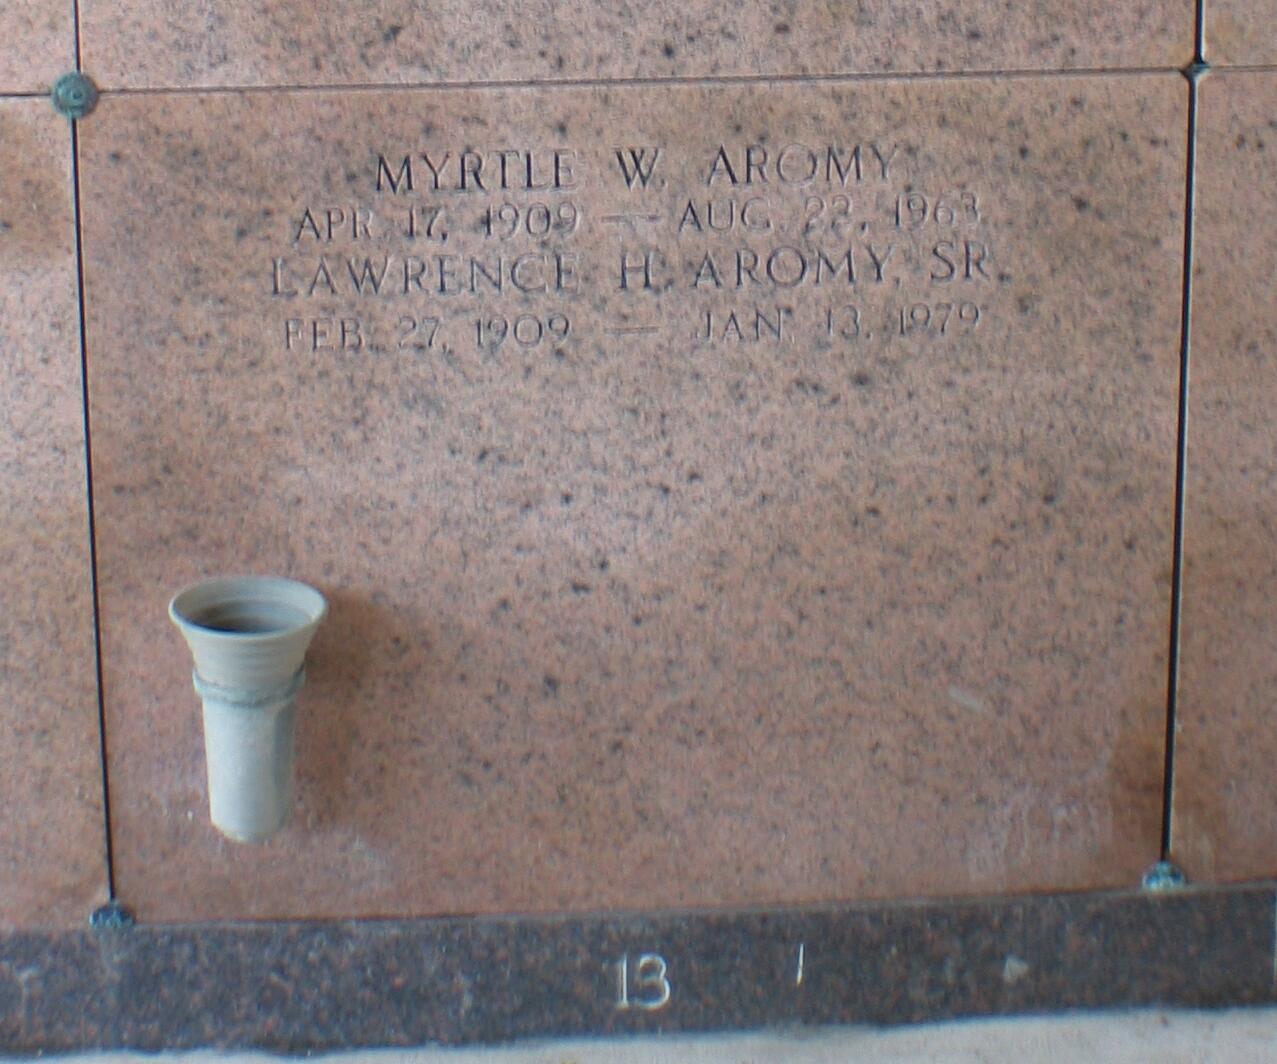 MYRTLE W. AROMY
APR. 17, 1909 — AUG. 22, 1963
LAWRENCE H. AROMY, SR.
FEB. 27, 1909 — JAN. 13, 1979
13